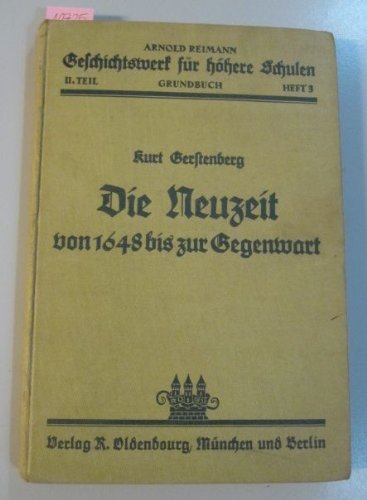 ARNOLD REIMANN
Geschichtswerk für höhere Schulen
II. TEIL GRUNDBUCH HEFT 3
Kurt Gerstenberg
Die Neuzeit
von 1648 bis zur Gegenwart
Verlag R. Oldenbourg, München und Berlin